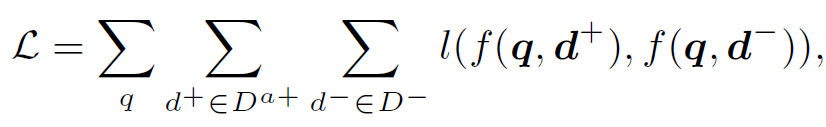 ℒ = ∑_q ∑_{d⁺∈D^{a+}} ∑_{d⁻∈D⁻} l(f(𝒒, 𝒅⁺), f(𝒒, 𝒅⁻)),